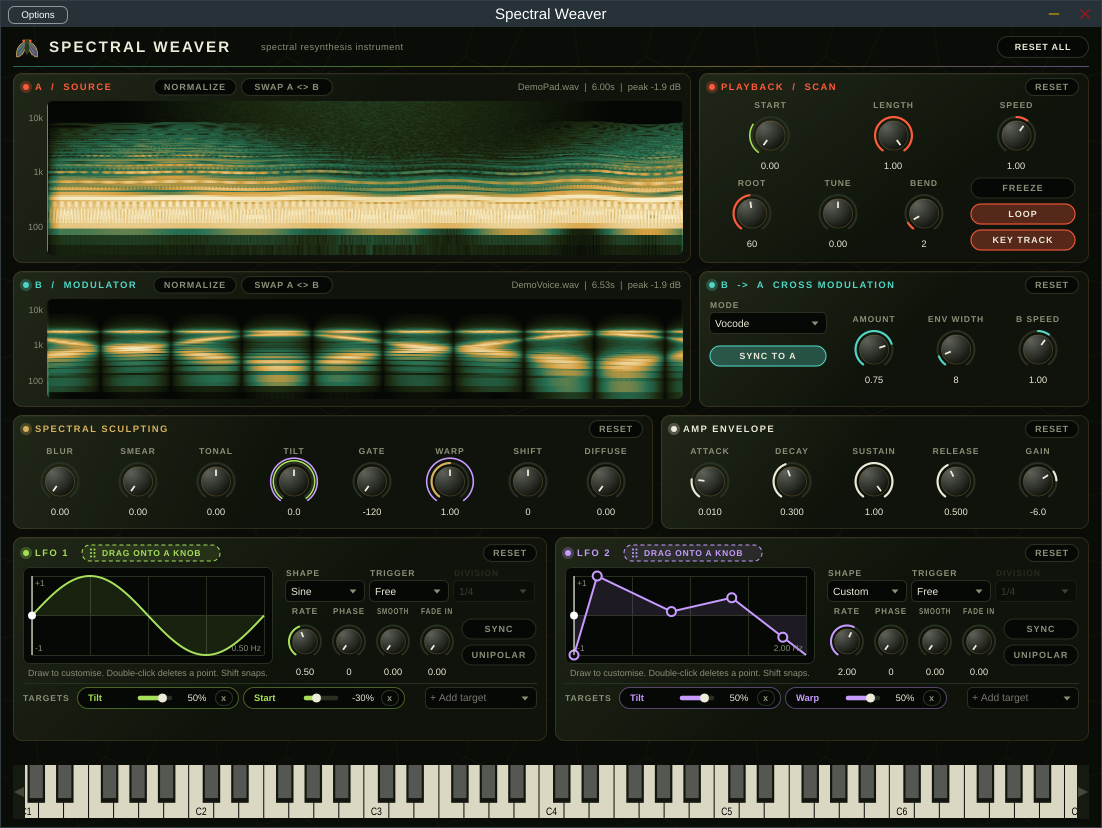 Options
Spectral Weaver
SPECTRAL WEAVER
spectral resynthesis instrument
RESET ALL
A / SOURCE
NORMALIZE
SWAP A <> B
DemoPad.wav | 6.00s | peak -1.9 dB
10k
1k
100
PLAYBACK / SCAN
RESET
START LENGTH SPEED
0.00 1.00 1.00
ROOT TUNE BEND
60 0.00 2
FREEZE
LOOP
KEY TRACK
B / MODULATOR
NORMALIZE
SWAP A <> B
DemoVoice.wav | 6.53s | peak -1.9 dB
10k
1k
100
B -> A CROSS MODULATION
RESET
MODE
Vocode
SYNC TO A
AMOUNT ENV WIDTH B SPEED
0.75 8 1.00
SPECTRAL SCULPTING
RESET
BLUR SMEAR TONAL TILT GATE WARP SHIFT DIFFUSE
0.00 0.00 0.00 0.0 -120 1.00 0 0.00
AMP ENVELOPE
RESET
ATTACK DECAY SUSTAIN RELEASE GAIN
0.010 0.300 1.00 0.500 -6.0
LFO 1
DRAG ONTO A KNOB
RESET
+1
-1
0.50 Hz
Draw to customise. Double-click deletes a point. Shift snaps.
SHAPE TRIGGER DIVISION
Sine Free 1/4
RATE PHASE SMOOTH FADE IN
0.50 0 0.00 0.00
SYNC
UNIPOLAR
TARGETS
Tilt 50% x
Start -30% x
+ Add target
LFO 2
DRAG ONTO A KNOB
RESET
+1
-1
2.00 Hz
Draw to customise. Double-click deletes a point. Shift snaps.
SHAPE TRIGGER DIVISION
Custom Free 1/4
RATE PHASE SMOOTH FADE IN
2.00 0 0.00 0.00
SYNC
UNIPOLAR
TARGETS
Tilt 50% x
Warp 50% x
+ Add target
C1 C2 C3 C4 C5 C6